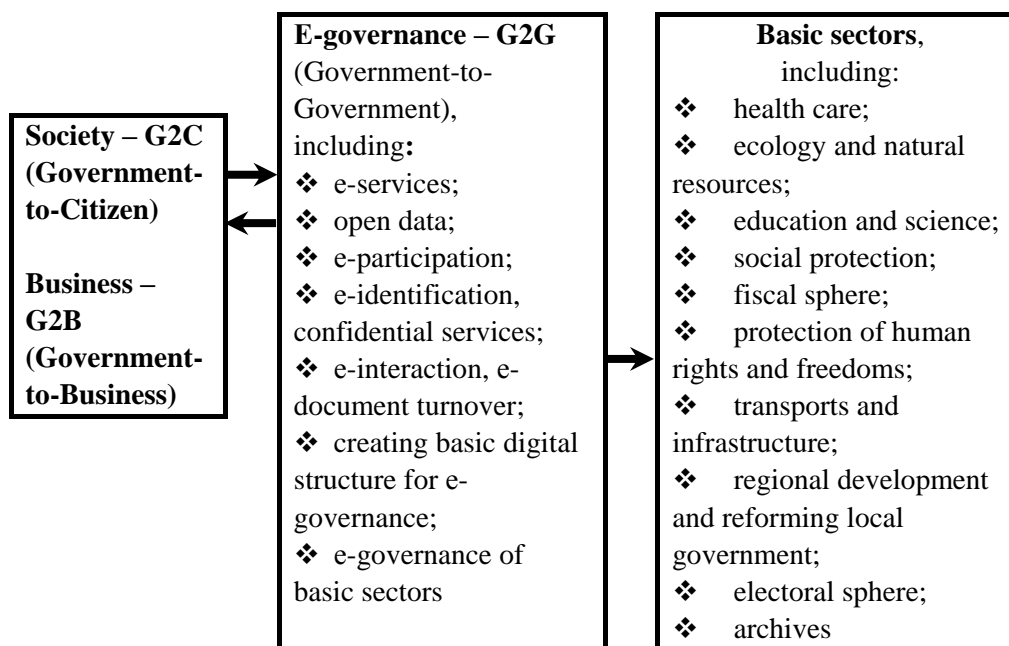 Society – G2C
(Government-
to-Citizen)
Business –
G2B
(Government-
to-Business)
E-governance – G2G
(Government-to-
Government),
including:
❖ e-services;
❖ open data;
❖ e-participation;
❖ e-identification,
confidential services;
❖ e-interaction, e-
document turnover;
❖ creating basic digital
structure for e-
governance;
❖ e-governance of
basic sectors
Basic sectors,
including:
❖ health care;
❖ ecology and natural
resources;
❖ education and science;
❖ social protection;
❖ fiscal sphere;
❖ protection of human
rights and freedoms;
❖ transports and
infrastructure;
❖ regional development
and reforming local
government;
❖ electoral sphere;
❖ archives